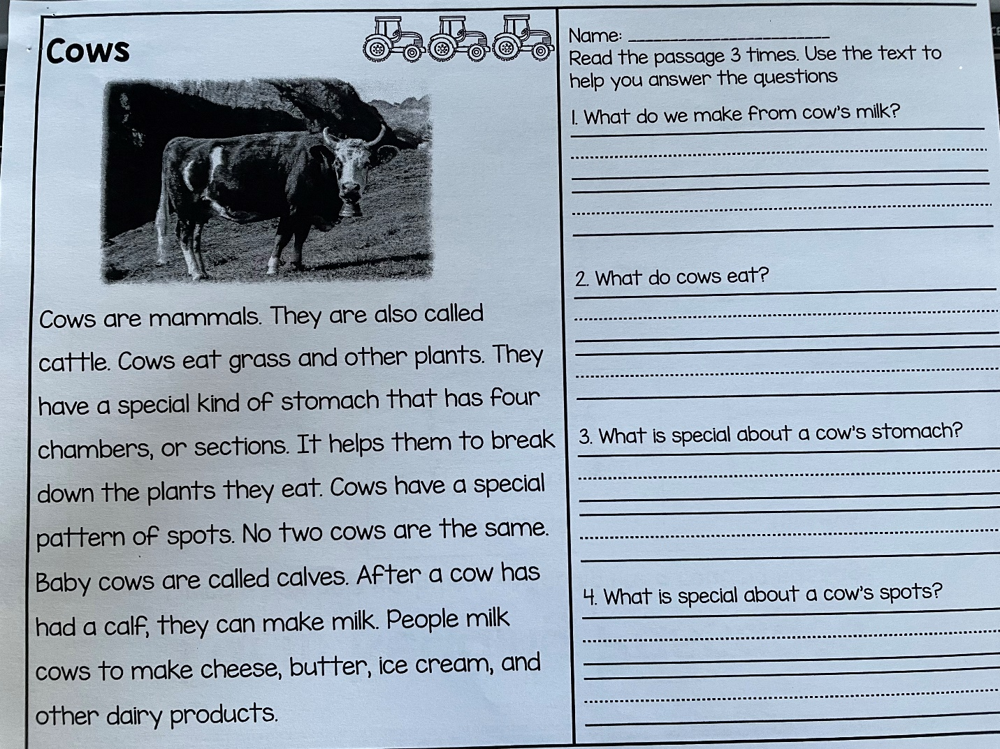 Cows
Cows are mammals. They are also called
cattle. Cows eat grass and other plants. They
have a special kind of stomach that has four
chambers, or sections. It helps them to break
down the plants they eat. Cows have a special
pattern of spots. No two cows are the same.
Baby cows are called calves. After a cow has
had a calf, they can make milk. People milk
cows to make cheese, butter, ice cream, and
other dairy products.
Name:
Read the passage 3 times. Use the text to
help you answer the questions
1. What do we make from cow's milk?
2. What do cows eat?
3. What is special about a cow's stomach?
4. What is special about a cow's spots?